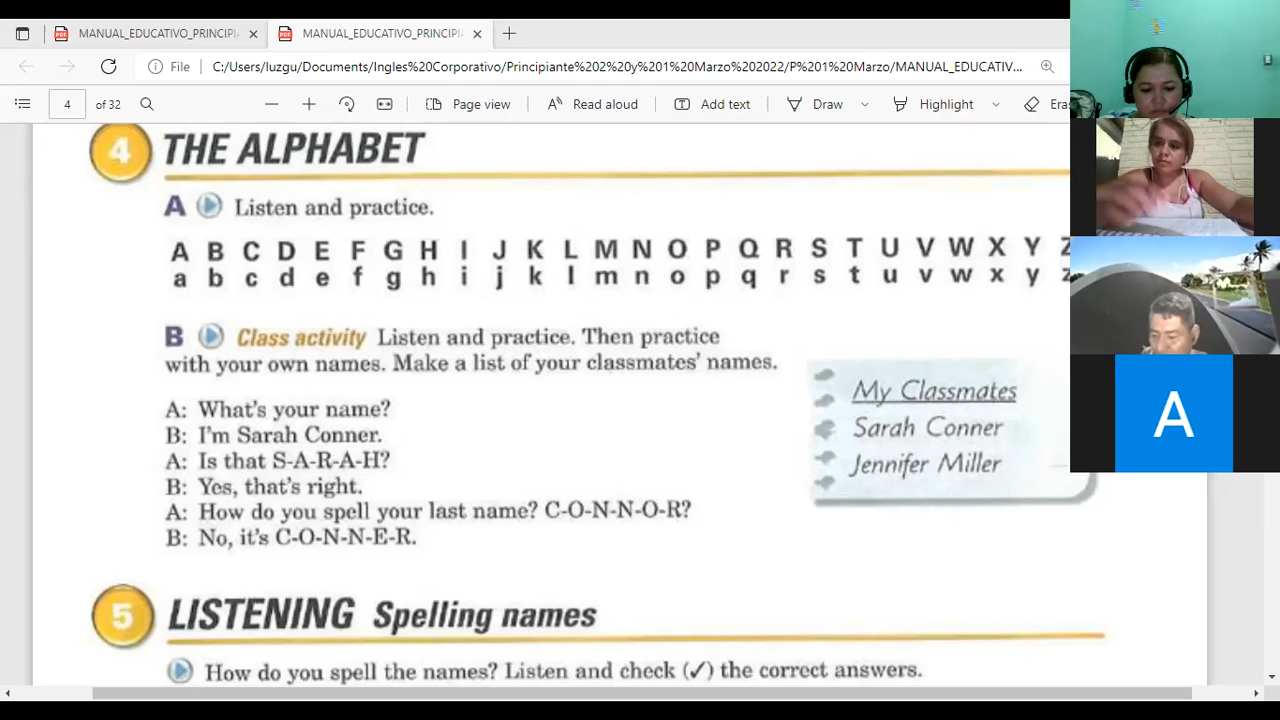 MANUAL_EDUCATIVO_PRINCIPI
MANUAL_EDUCATIVO_PRINCIPI
File
C:/Users/luzgu/Documents/Ingles%20Corporativo/Principiante%202%20y%201%20Marzo%202022/P%201%20Marzo/MANUAL_EDUCATIV...
4 of 32
Page view
Read aloud
Add text
Draw
Highlight
Eras
4 THE ALPHABET
A Listen and practice.
A B C D E F G H I J K L M N O P Q R S T U V W X Y Z
a b c d e f g h i j k l m n o p q r s t u v w x y z
B Class activity Listen and practice. Then practice
with your own names. Make a list of your classmates' names.
A: What's your name?
B: I'm Sarah Conner.
A: Is that S-A-R-A-H?
B: Yes, that's right.
A: How do you spell your last name? C-O-N-N-O-R?
B: No, it's C-O-N-N-E-R.
My Classmates
Sarah Conner
Jennifer Miller
A
5 LISTENING Spelling names
How do you spell the names? Listen and check (✓) the correct answers.